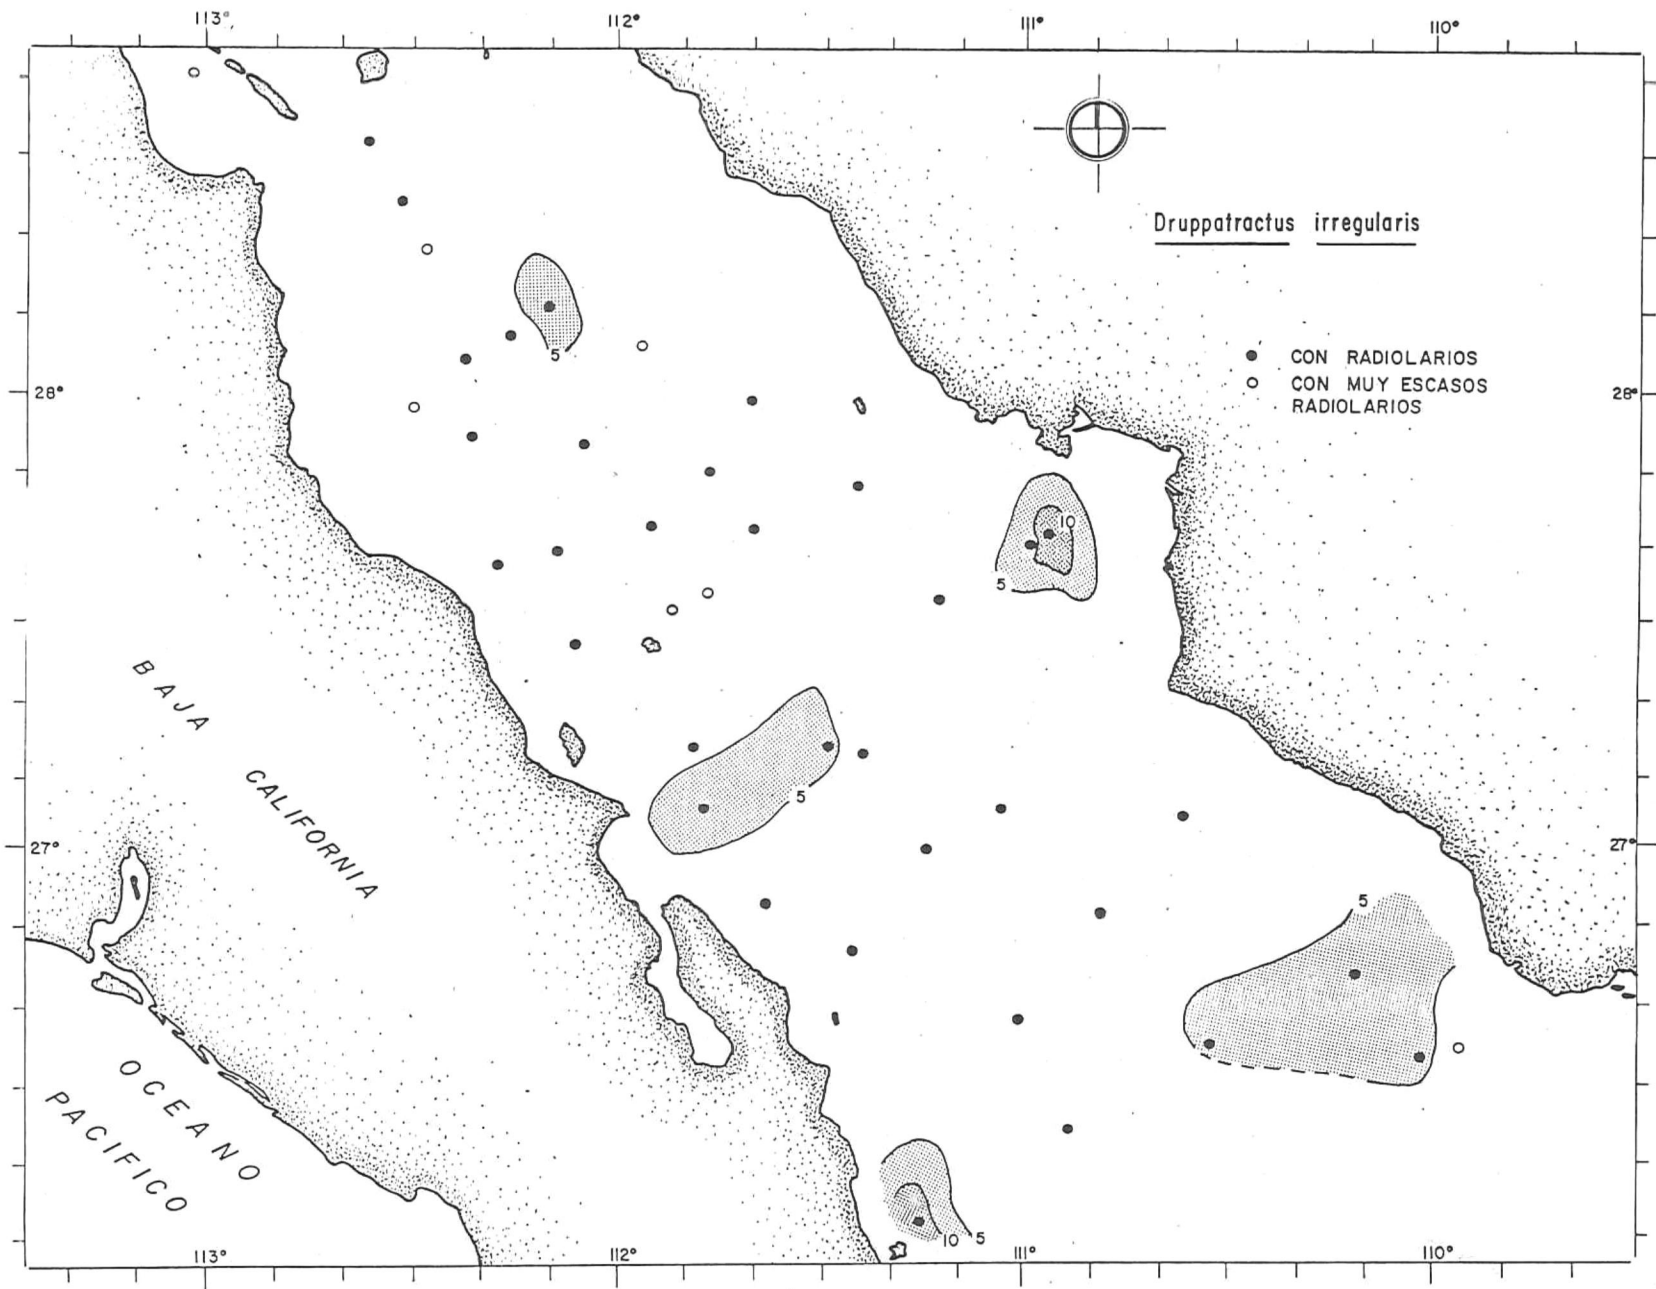 113° 112° 111° 110°
Druppatractus irregularis
CON RADIOLARIOS
CON MUY ESCASOS
RADIOLARIOS
28° 28°
5
10
5
BAJA
CALIFORNIA
5
27° 27°
5
OCEANO
PACIFICO
10 5
113° 112° 111° 110°